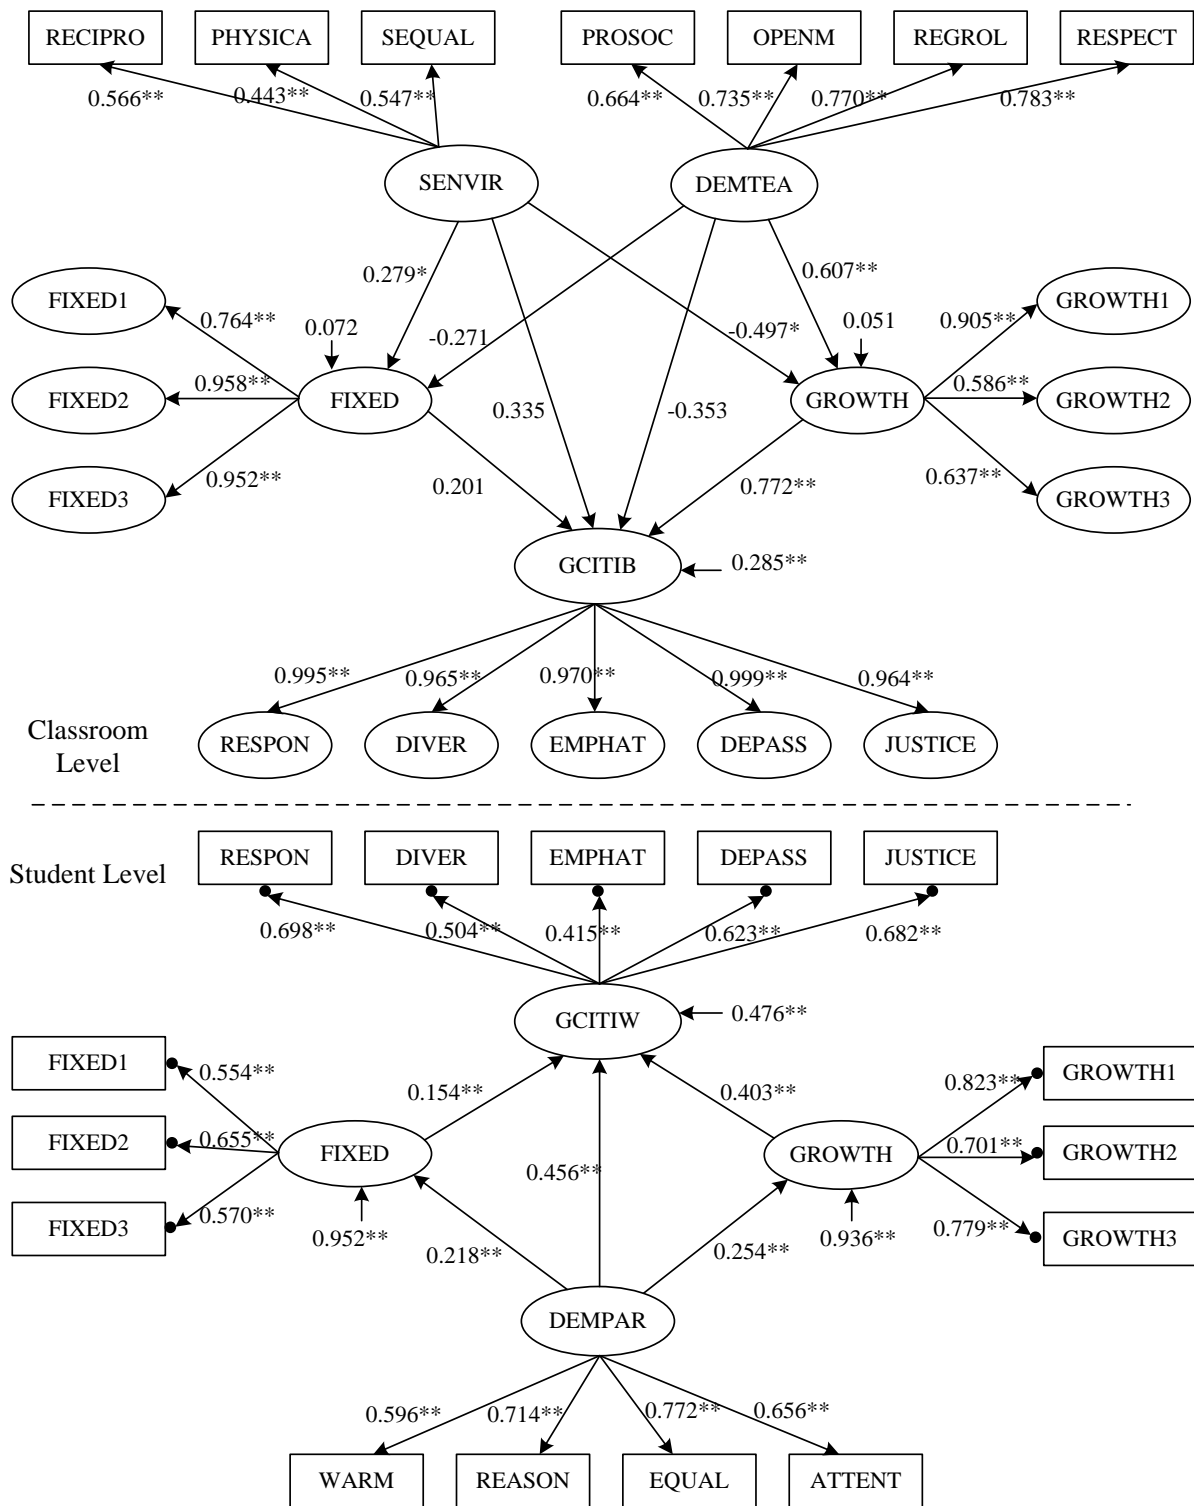 RECIPRO PHYSICA SEQUAL PROSOC OPENM REGROL RESPECT
0.566** 0.443** 0.547** 0.664** 0.735** 0.770** 0.783**
SENVIR DEMTEA
0.279* 0.607**
FIXED1 GROWTH1
0.764** 0.072 -0.271 -0.497* 0.051 0.905**
FIXED2 0.958** FIXED 0.335 -0.353 GROWTH 0.586** GROWTH2
0.952** 0.201 0.772** 0.637**
FIXED3 GROWTH3
GCITIB 0.285**
0.995** 0.965** 0.970** 0.999** 0.964**
RESPON DIVER EMPHAT DEPASS JUSTICE
Classroom
Level
Student Level
RESPON DIVER EMPHAT DEPASS JUSTICE
0.698** 0.504** 0.415** 0.623** 0.682**
GCITIW 0.476**
FIXED1 0.554** 0.154** 0.403** 0.823** GROWTH1
FIXED2 0.655** FIXED 0.456** GROWTH 0.701** GROWTH2
FIXED3 0.570** 0.779** GROWTH3
0.952** 0.218** 0.254** 0.936**
DEMPAR
0.596** 0.714** 0.772** 0.656**
WARM REASON EQUAL ATTENT